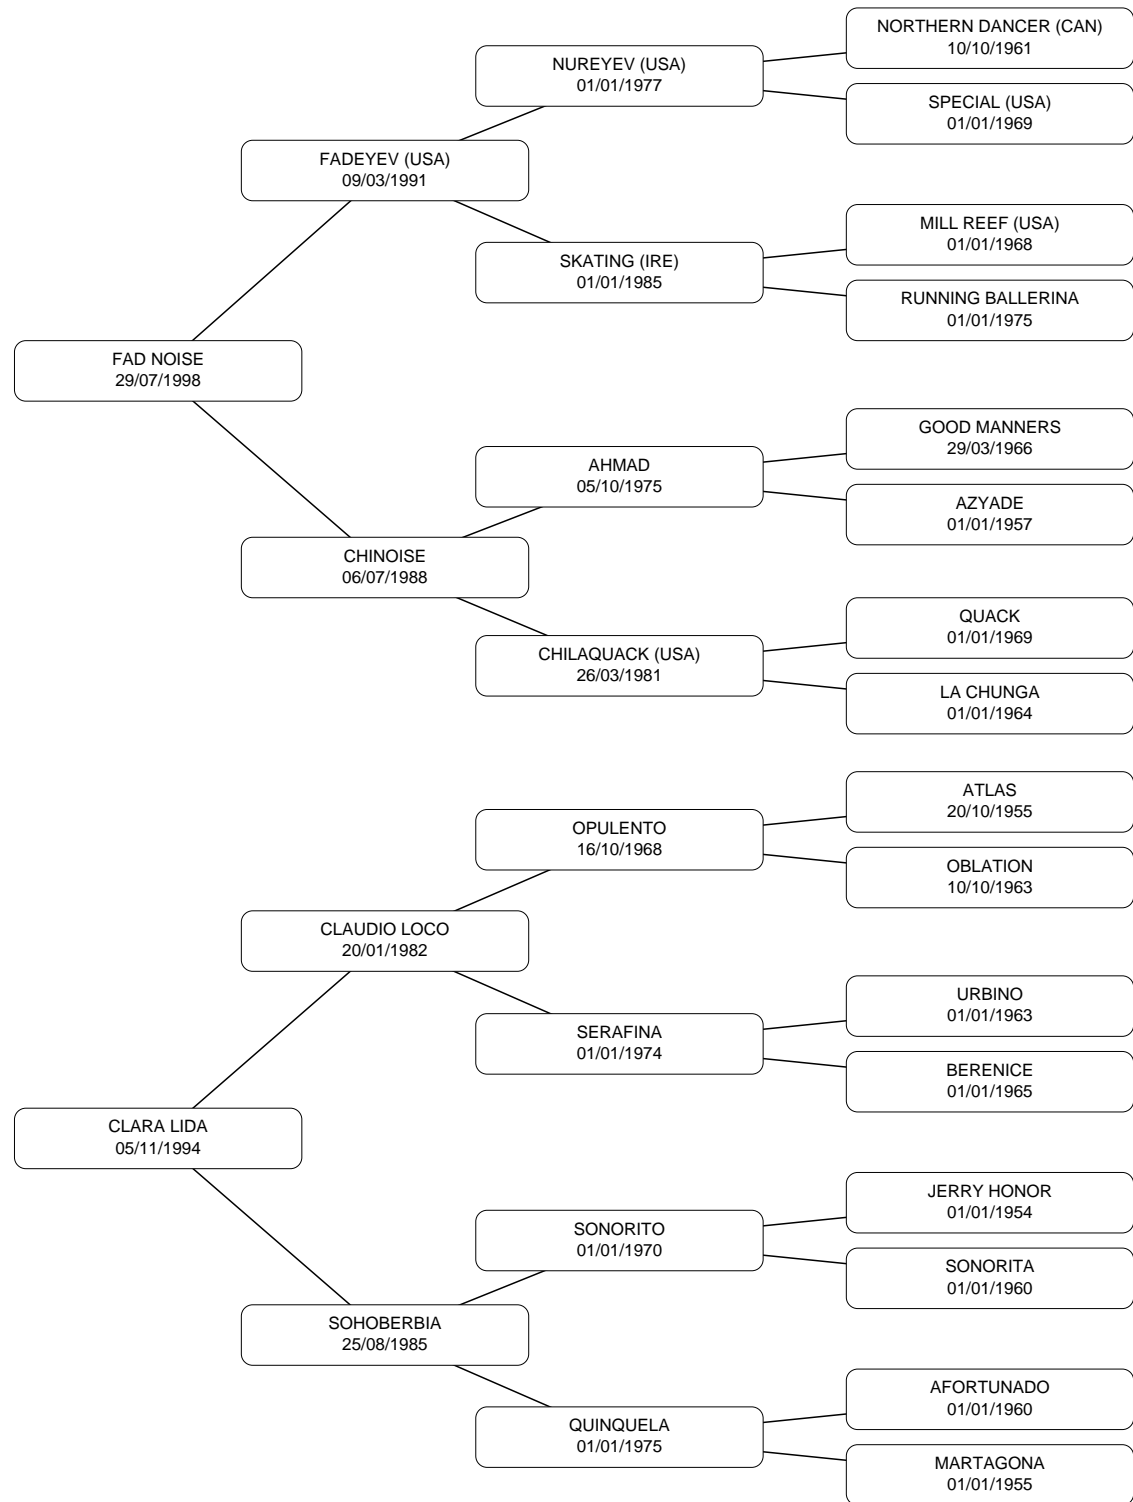 NORTHERN DANCER (CAN)
10/10/1961
NUREYEV (USA)
01/01/1977
SPECIAL (USA)
01/01/1969
FADEYEV (USA)
09/03/1991
MILL REEF (USA)
01/01/1968
SKATING (IRE)
01/01/1985
RUNNING BALLERINA
01/01/1975
FAD NOISE
29/07/1998
GOOD MANNERS
29/03/1966
AHMAD
05/10/1975
AZYADE
01/01/1957
CHINOISE
06/07/1988
QUACK
01/01/1969
CHILAQUACK (USA)
26/03/1981
LA CHUNGA
01/01/1964
ATLAS
20/10/1955
OPULENTO
16/10/1968
OBLATION
10/10/1963
CLAUDIO LOCO
20/01/1982
URBINO
01/01/1963
SERAFINA
01/01/1974
BERENICE
01/01/1965
CLARA LIDA
05/11/1994
JERRY HONOR
01/01/1954
SONORITO
01/01/1970
SONORITA
01/01/1960
SOHOBERBIA
25/08/1985
AFORTUNADO
01/01/1960
QUINQUELA
01/01/1975
MARTAGONA
01/01/1955